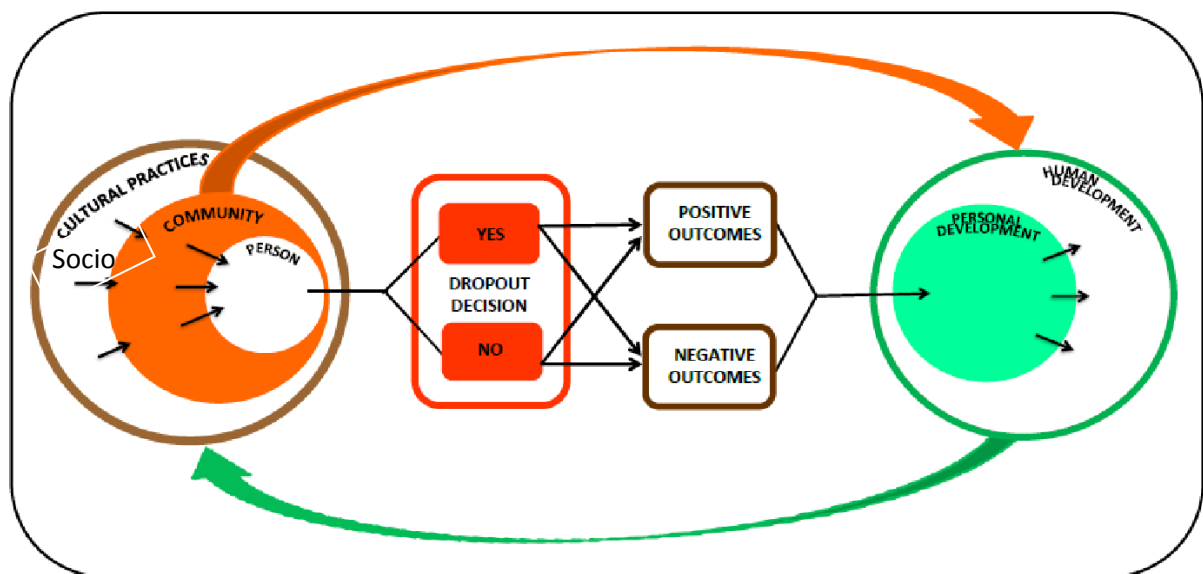 CULTURAL PRACTICES
Socio
COMMUNITY
PERSON
YES
DROPOUT
DECISION
NO
POSITIVE
OUTCOMES
NEGATIVE
OUTCOMES
HUMAN
DEVELOPMENT
PERSONAL
DEVELOPMENT